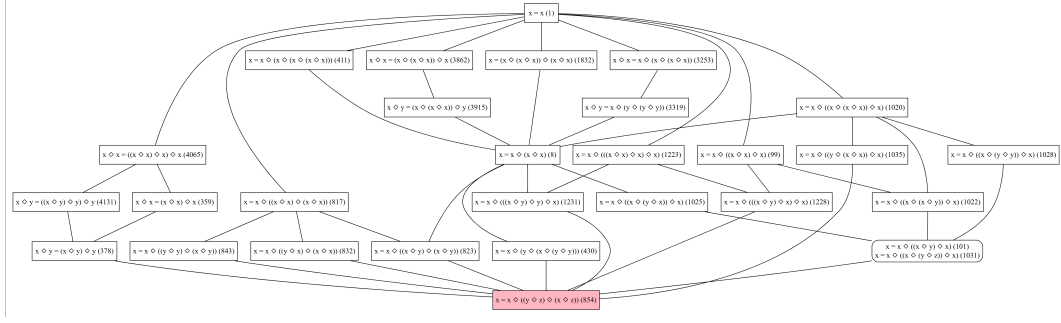 x = x (1)
x = x ◇ (x ◇ (x ◇ (x ◇ x))) (411)
x ◇ x = (x ◇ (x ◇ x)) ◇ x (3862)
x = (x ◇ (x ◇ x)) ◇ (x ◇ x) (1832)
x ◇ x = x ◇ (x ◇ (x ◇ x)) (3253)
x ◇ y = (x ◇ (x ◇ x)) ◇ y (3915)
x ◇ y = x ◇ (y ◇ (y ◇ y)) (3319)
x = x ◇ ((x ◇ (x ◇ x)) ◇ x) (1020)
x ◇ x = ((x ◇ x) ◇ x) ◇ x (4065)
x = x ◇ (x ◇ x) (8)
x = x ◇ (((x ◇ x) ◇ x) ◇ x) (1223)
x = x ◇ ((x ◇ x) ◇ x) (99)
x = x ◇ ((y ◇ (x ◇ x)) ◇ x) (1035)
x = x ◇ ((x ◇ (y ◇ y)) ◇ x) (1028)
x ◇ y = ((x ◇ y) ◇ y) ◇ y (4131)
x ◇ x = (x ◇ x) ◇ x (359)
x = x ◇ ((x ◇ x) ◇ (x ◇ x)) (817)
x = x ◇ (((x ◇ y) ◇ y) ◇ x) (1231)
x = x ◇ ((x ◇ (y ◇ x)) ◇ x) (1025)
x = x ◇ (((x ◇ y) ◇ x) ◇ x) (1228)
x = x ◇ ((x ◇ (x ◇ y)) ◇ x) (1022)
x ◇ y = (x ◇ y) ◇ y (378)
x = x ◇ ((y ◇ y) ◇ (x ◇ y)) (843)
x = x ◇ ((y ◇ x) ◇ (x ◇ x)) (832)
x = x ◇ ((x ◇ y) ◇ (x ◇ y)) (823)
x = x ◇ (y ◇ (x ◇ (y ◇ y))) (430)
x = x ◇ ((x ◇ y) ◇ x) (101)
x = x ◇ ((x ◇ (y ◇ z)) ◇ x) (1031)
x = x ◇ ((y ◇ z) ◇ (x ◇ z)) (854)